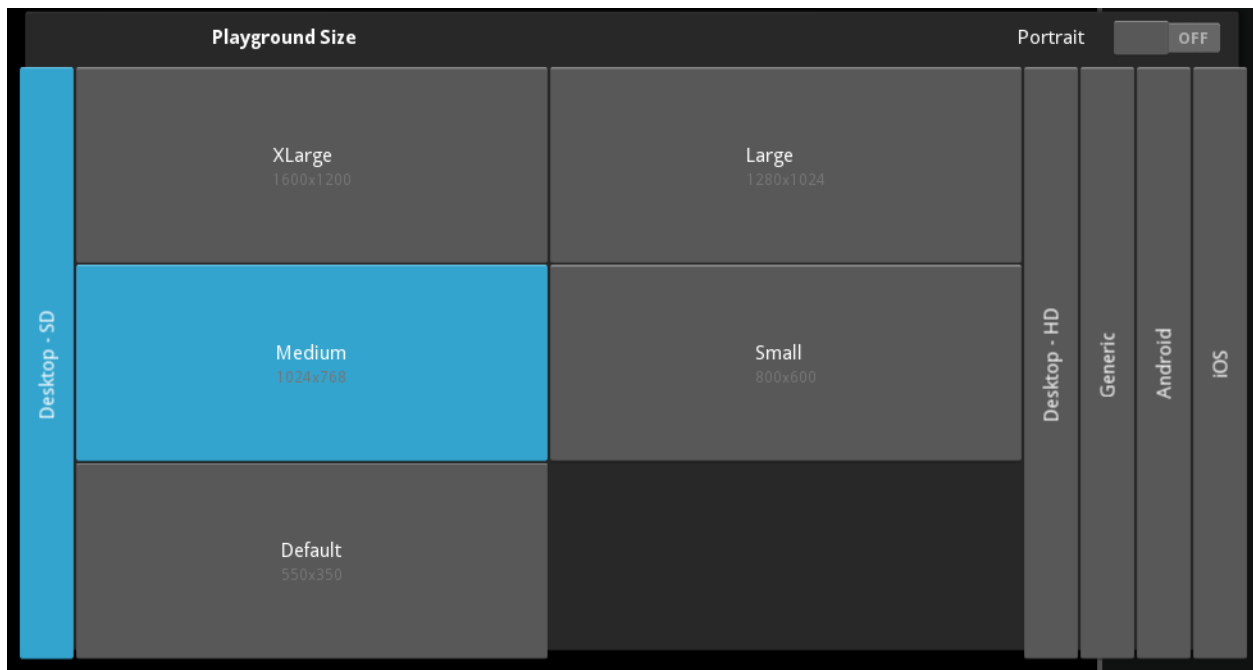 Playground Size
Portrait
OFF
Desktop - SD
XLarge
1600x1200
Large
1280x1024
Medium
1024x768
Small
800x600
Default
550x350
Desktop - HD
Generic
Android
iOS